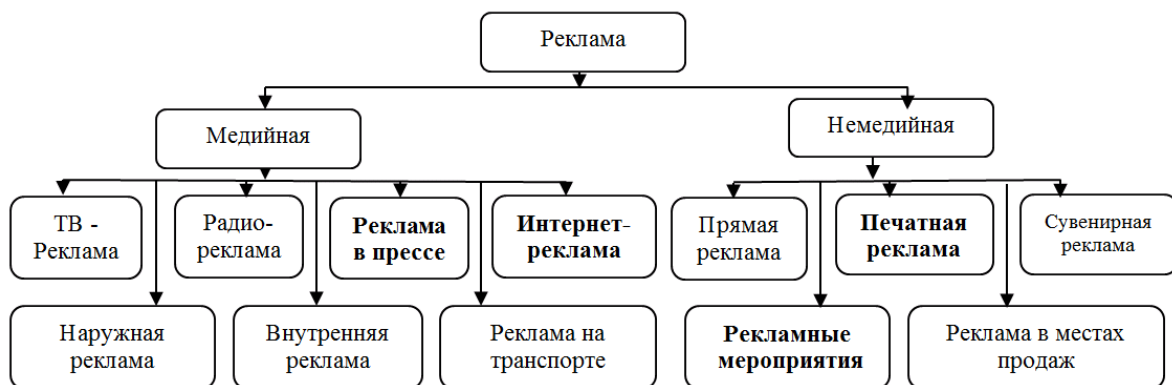 Реклама
Медийная
Немедийная
ТВ -
Реклама
Радио-
реклама
Реклама
в прессе
Интернет-
реклама
Прямая
реклама
Печатная
реклама
Сувенирная
реклама
Наружная
реклама
Внутренняя
реклама
Реклама на
транспорте
Рекламные
мероприятия
Реклама в местах
продаж